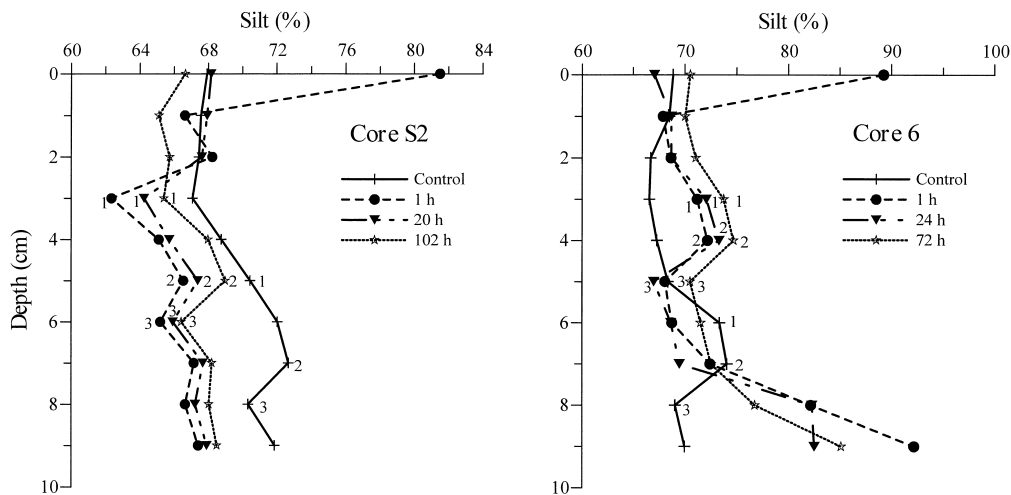 Silt (%)
60 64 68 72 76 80 84
0
2
4
6
8
10
Depth (cm)
Core S2
Control
1 h
20 h
102 h
1 1 1
2 2 2 1
3 3 3
2
3
Silt (%)
60 70 80 90 100
0
2
4
6
8
10
Core 6
Control
1 h
24 h
72 h
1 1 1
2 2 2
3 3 3
1
2
3